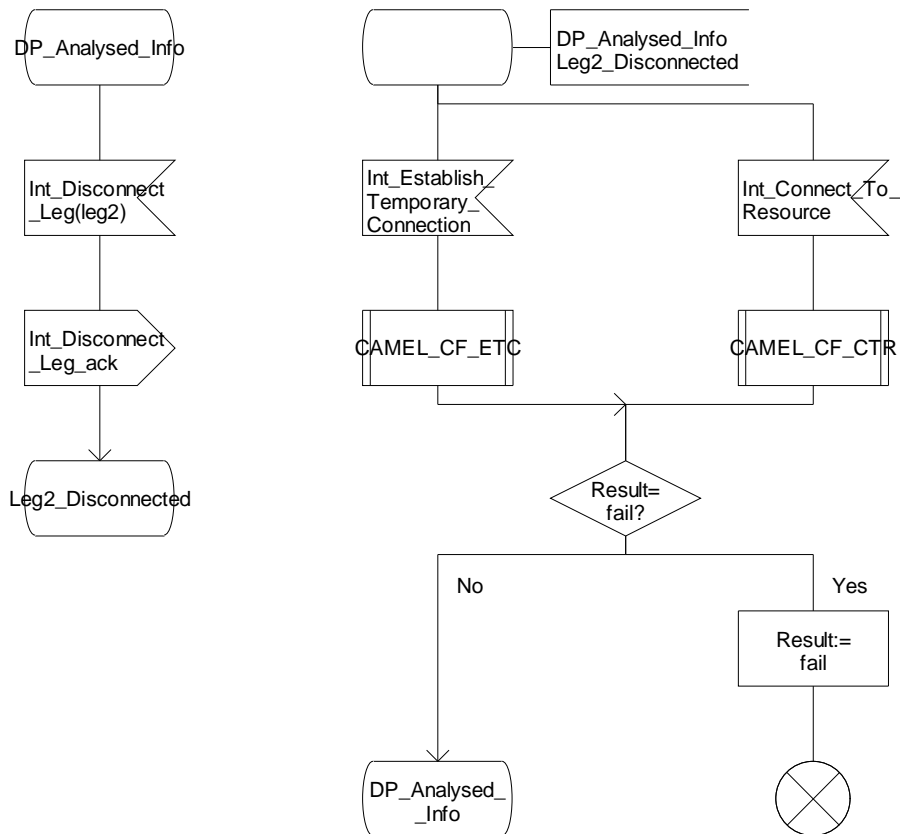 DP_Analysed_Info
Int_Disconnect
_Leg(leg2)
Int_Disconnect
_Leg_ack
Leg2_Disconnected
DP_Analysed_Info
Leg2_Disconnected
Int_Establish_
Temporary_
Connection
Int_Connect_To_
Resource
CAMEL_CF_ETC
CAMEL_CF_CTR
Result=
fail?
No
Yes
Result:=
fail
DP_Analysed_
_Info